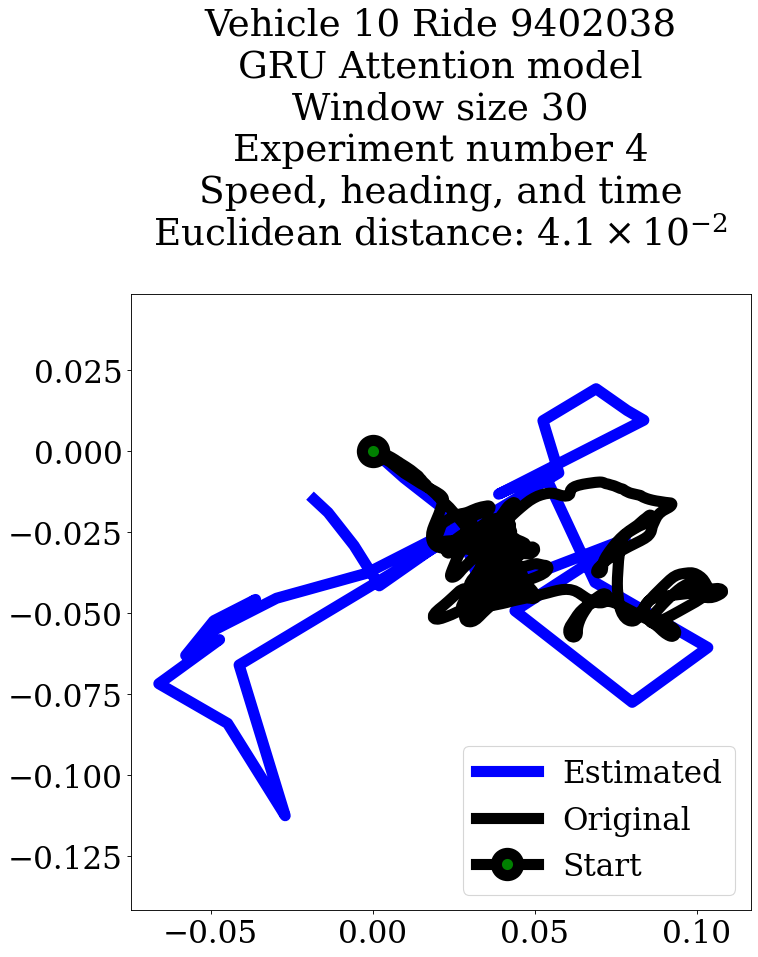 Vehicle 10 Ride 9402038
GRU Attention model
Window size 30
Experiment number 4
Speed, heading, and time
Euclidean distance: 4.1 × 10⁻²
0.025
0.000
−0.025
−0.050
−0.075
−0.100
−0.125
Estimated
Original
Start
−0.05 0.00 0.05 0.10